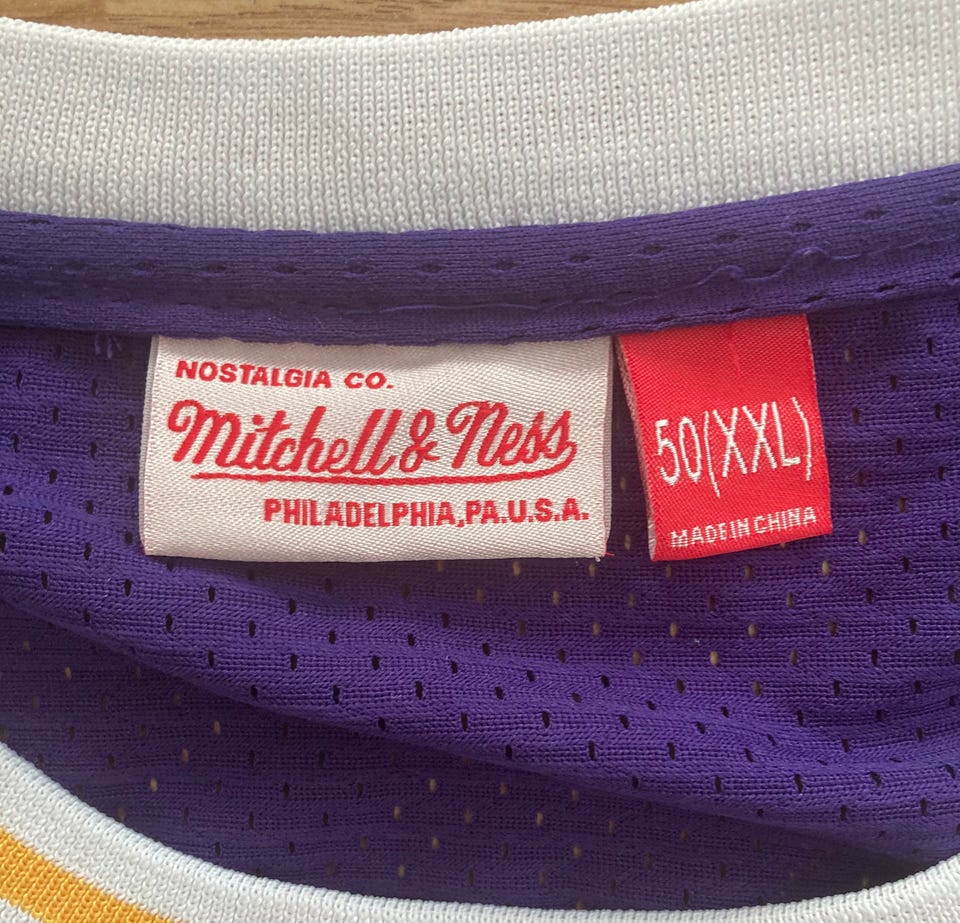 NOSTALGIA CO.
Mitchell & Ness
PHILADELPHIA, PA. U.S.A.
50(XXL)
MADE IN CHINA